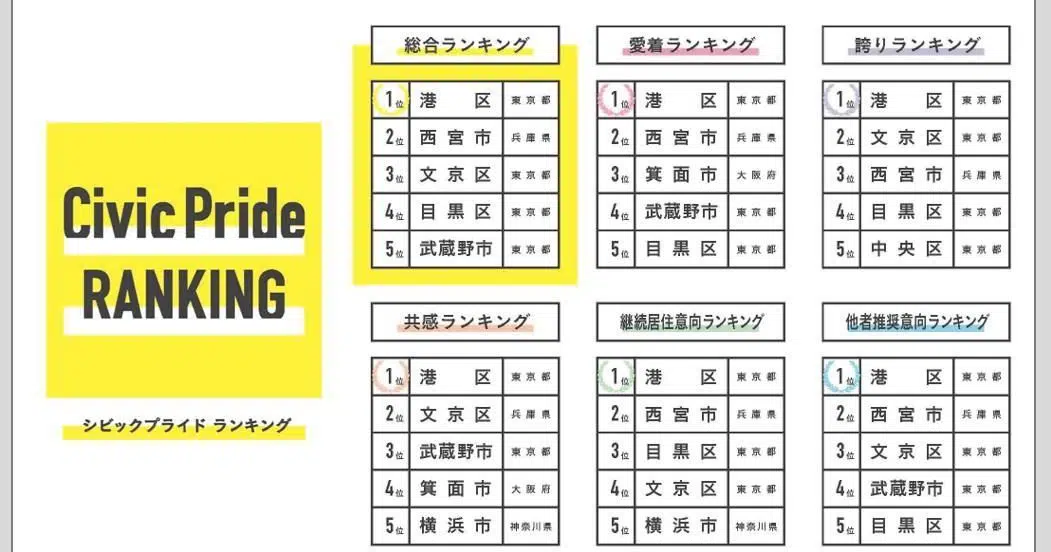 Civic Pride
RANKING
シビックプライド ランキング
総合ランキング
1位 港区 東京都
2位 西宮市 兵庫県
3位 文京区 東京都
4位 目黒区 東京都
5位 武蔵野市 東京都
愛着ランキング
1位 港区 東京都
2位 西宮市 兵庫県
3位 箕面市 大阪府
4位 武蔵野市 東京都
5位 目黒区 東京都
誇りランキング
1位 港区 東京都
2位 文京区 東京都
3位 西宮市 兵庫県
4位 目黒区 東京都
5位 中央区 東京都
共感ランキング
1位 港区 東京都
2位 文京区 兵庫県
3位 武蔵野市 東京都
4位 箕面市 大阪府
5位 横浜市 神奈川県
継続居住意向ランキング
1位 港区 東京都
2位 西宮市 兵庫県
3位 目黒区 東京都
4位 文京区 東京都
5位 横浜市 神奈川県
他者推奨意向ランキング
1位 港区 東京都
2位 西宮市 兵庫県
3位 文京区 東京都
4位 武蔵野市 東京都
5位 目黒区 東京都